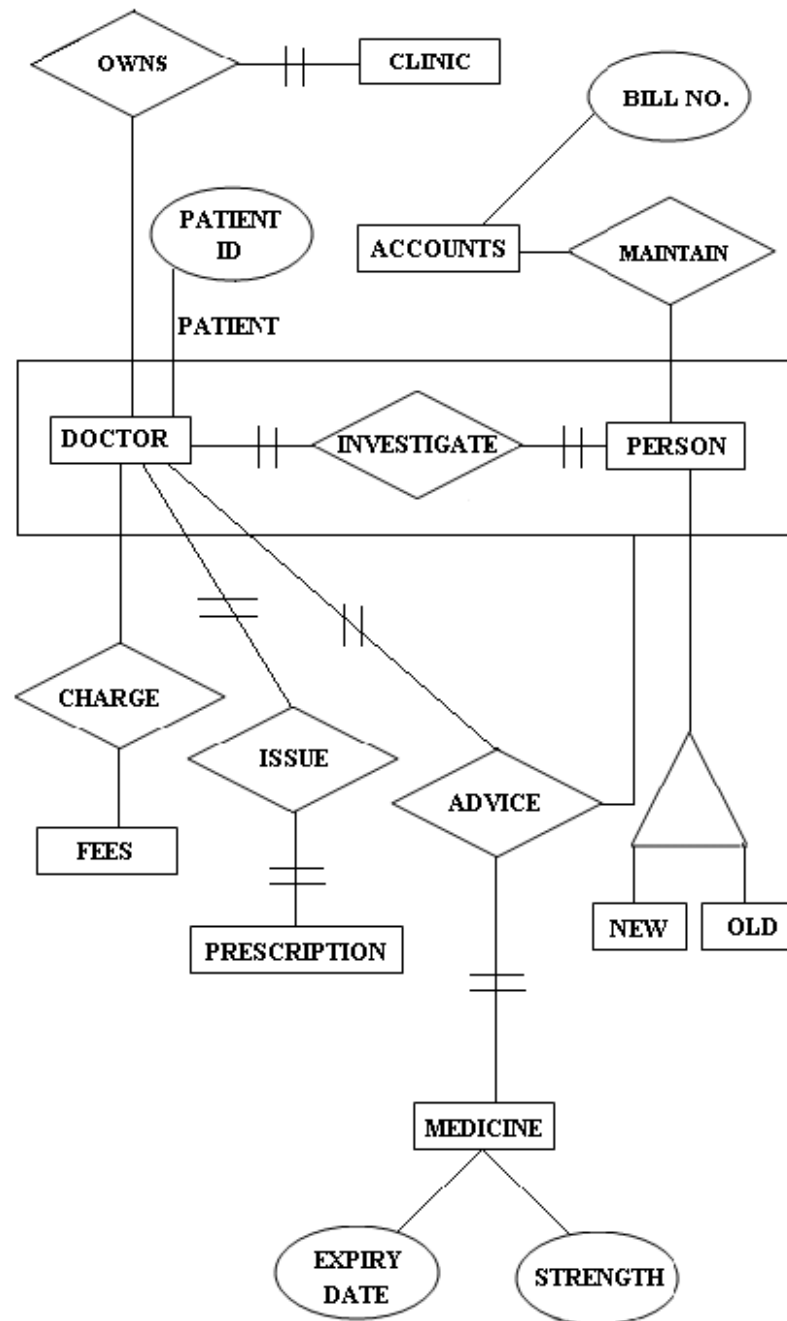 OWNS
CLINIC
BILL NO.
PATIENT
ID
ACCOUNTS
MAINTAIN
PATIENT
DOCTOR
INVESTIGATE
PERSON
CHARGE
ISSUE
ADVICE
FEES
NEW
OLD
PRESCRIPTION
MEDICINE
EXPIRY
DATE
STRENGTH